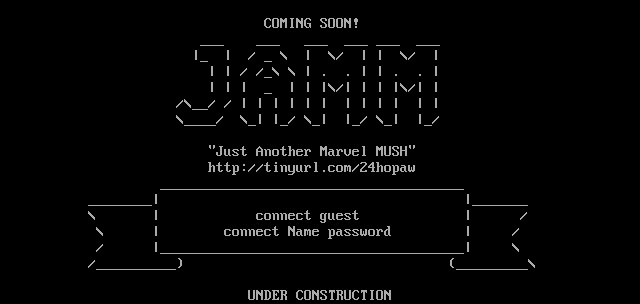 COMING SOON!
JAMM
"Just Another Marvel MUSH"
http://tinyurl.com/24hopaw
connect guest
connect Name password
UNDER CONSTRUCTION